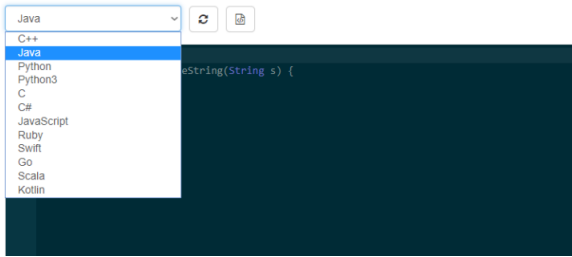 Java
C++
Java
Python
eString(String s) {
Python3
C
C#
JavaScript
Ruby
Swift
Go
Scala
Kotlin